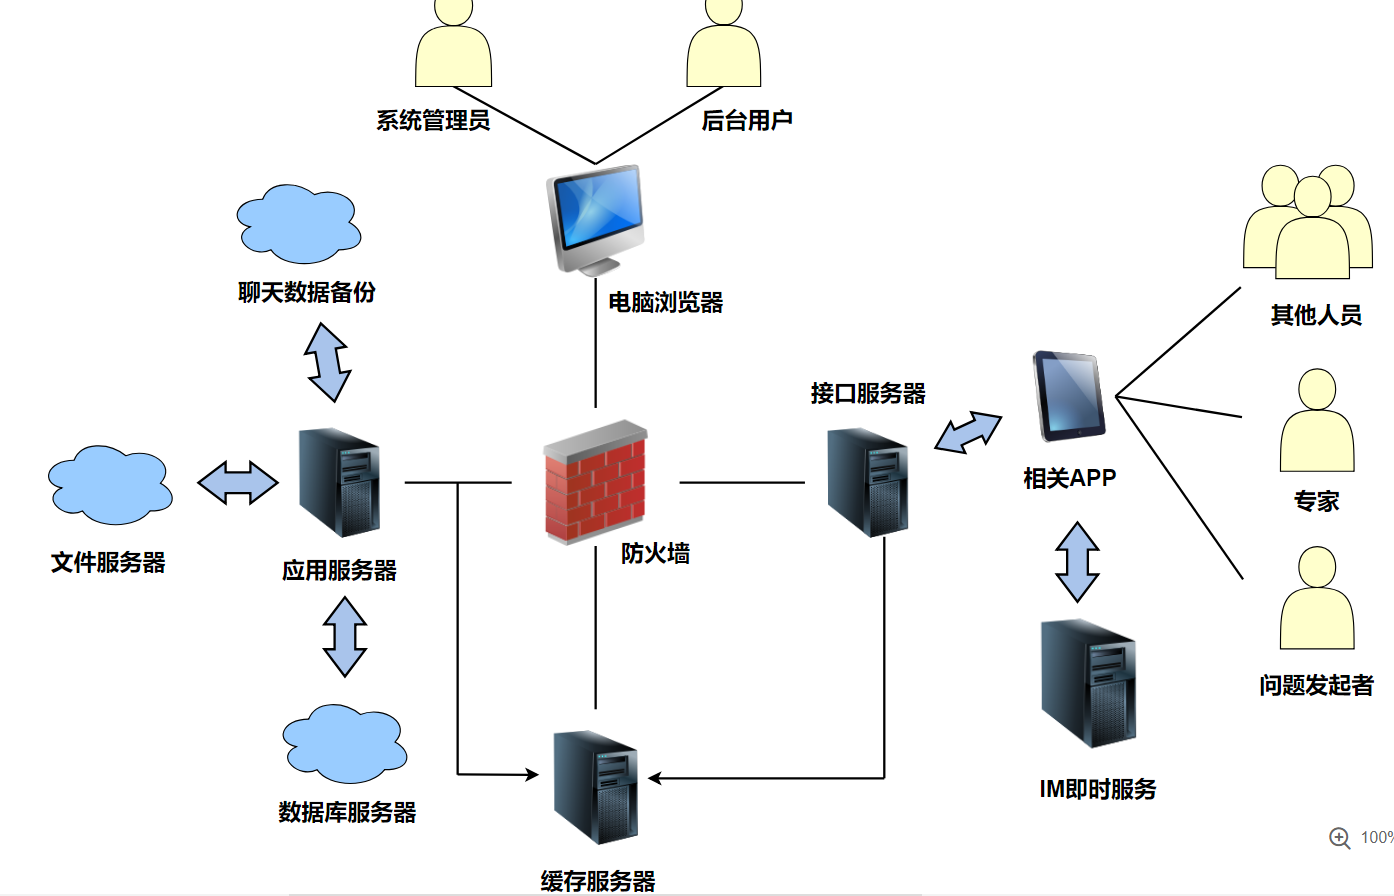 系统管理员
后台用户
聊天数据备份
电脑浏览器
其他人员
接口服务器
相关APP
专家
文件服务器
应用服务器
防火墙
问题发起者
数据库服务器
IM即时服务
100%
缓存服务器